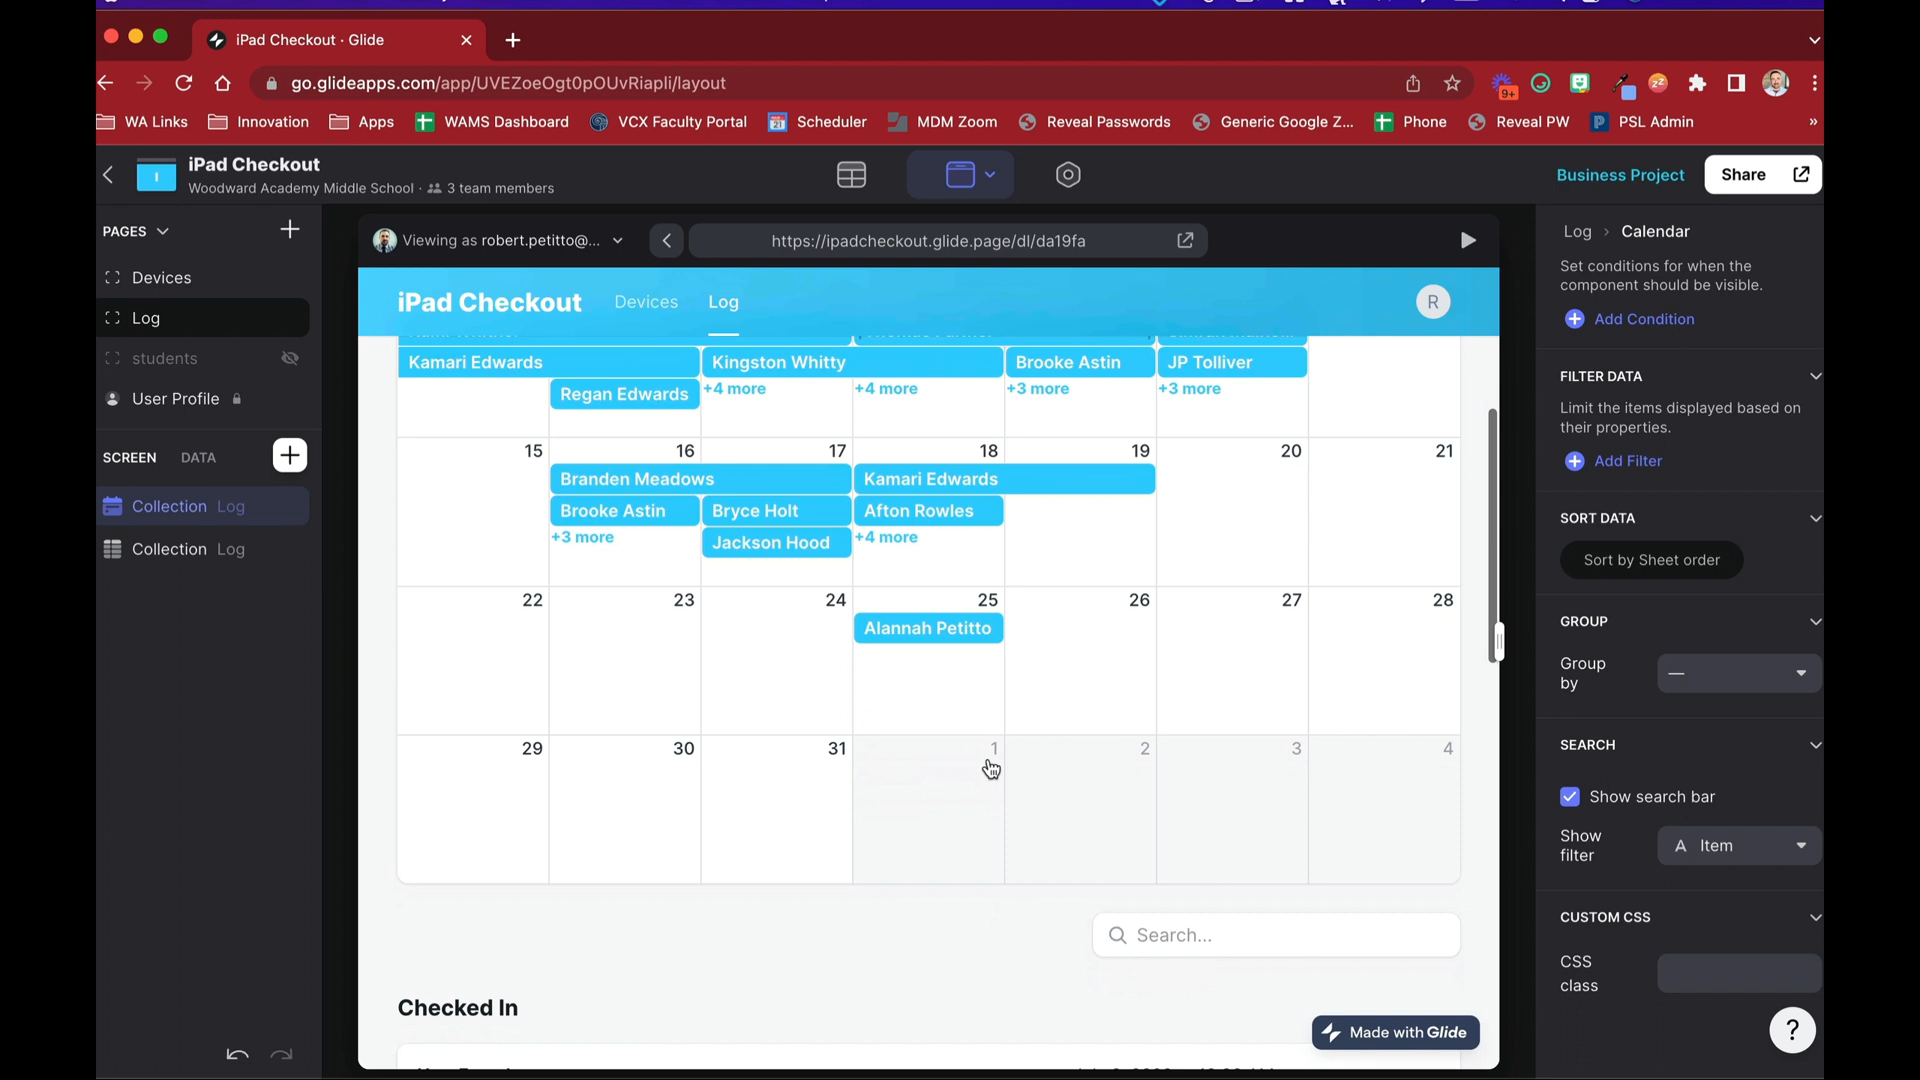 iPad Checkout · Glide
go.glideapps.com/app/UVEZoeOgt0pOUvRiapli/layout
9+
WA Links
Innovation
Apps
WAMS Dashboard
VCX Faculty Portal
Scheduler
MDM Zoom
Reveal Passwords
Generic Google Z...
Phone
Reveal PW
PSL Admin
»
I
iPad Checkout
Woodward Academy Middle School · 3 team members
Business Project
Share
PAGES
Devices
Log
students
User Profile
SCREEN DATA
Collection Log
Collection Log
Viewing as robert.petitto@...
https://ipadcheckout.glide.page/dl/da19fa
iPad Checkout Devices Log
R
Kamari Edwards
Kingston Whitty
Brooke Astin
JP Tolliver
Regan Edwards
+4 more
+4 more
+3 more
+3 more
15 16 17 18 19 20 21
Branden Meadows
Kamari Edwards
Brooke Astin
Bryce Holt
Afton Rowles
+3 more
Jackson Hood
+4 more
22 23 24 25 26 27 28
Alannah Petitto
29 30 31 1 2 3 4
Search...
Checked In
Made with Glide
Log › Calendar
Set conditions for when the
component should be visible.
Add Condition
FILTER DATA
Limit the items displayed based on
their properties.
Add Filter
SORT DATA
Sort by Sheet order
GROUP
Group
by
—
SEARCH
Show search bar
Show
filter
A Item
CUSTOM CSS
CSS
class
?